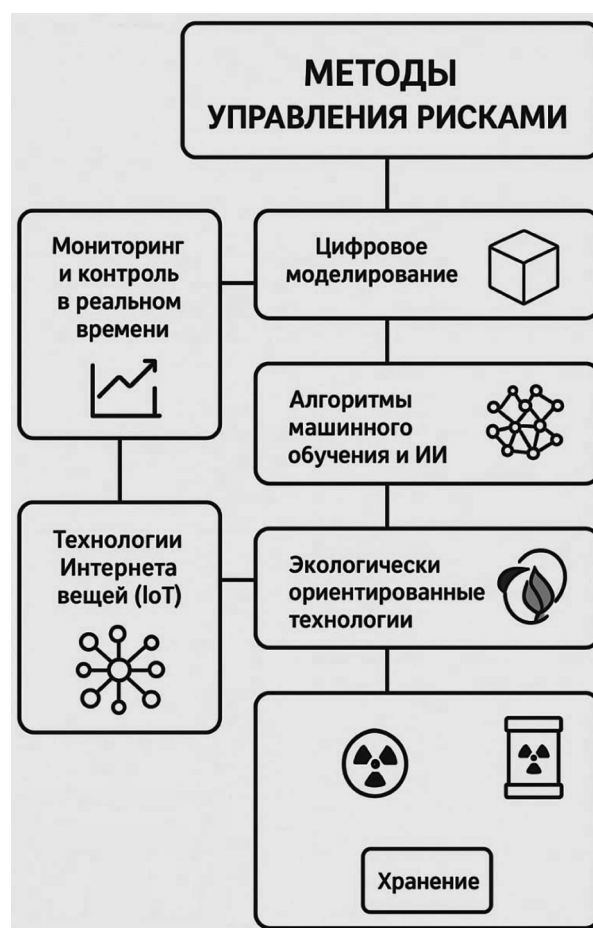 МЕТОДЫ
УПРАВЛЕНИЯ РИСКАМИ
Мониторинг
и контроль
в реальном
времени
Цифровое
моделирование
Алгоритмы
машинного
обучения и ИИ
Технологии
Интернета
вещей (IoT)
Экологически
ориентированные
технологии
Хранение